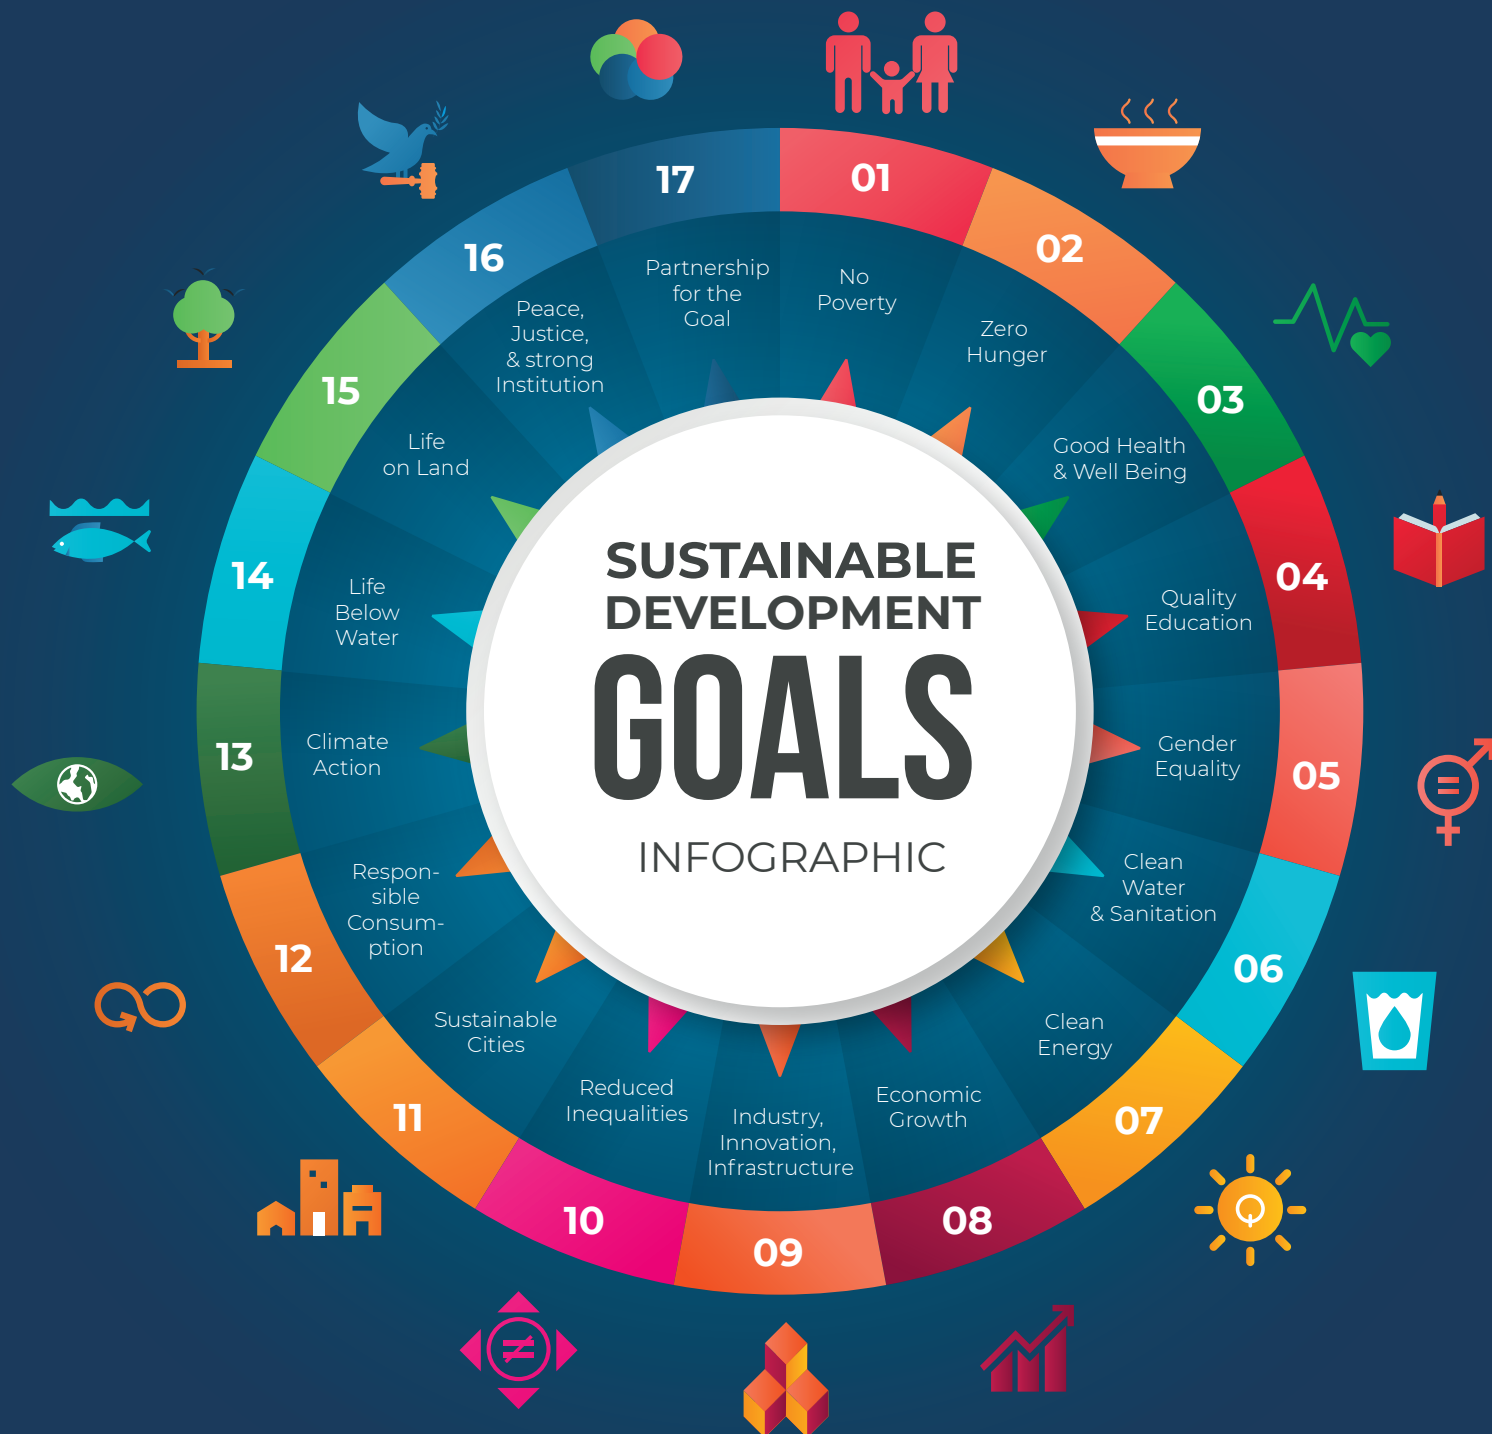 SUSTAINABLE
DEVELOPMENT
GOALS
INFOGRAPHIC
01
No
Poverty
02
Zero
Hunger
03
Good Health
& Well Being
04
Quality
Education
05
Gender
Equality
06
Clean
Water
& Sanitation
07
Clean
Energy
08
Economic
Growth
09
Industry,
Innovation,
Infrastructure
10
Reduced
Inequalities
11
Sustainable
Cities
12
Respon-
sible
Consum-
ption
13
Climate
Action
14
Life
Below
Water
15
Life
on Land
16
Peace,
Justice,
& strong
Institution
17
Partnership
for the
Goal